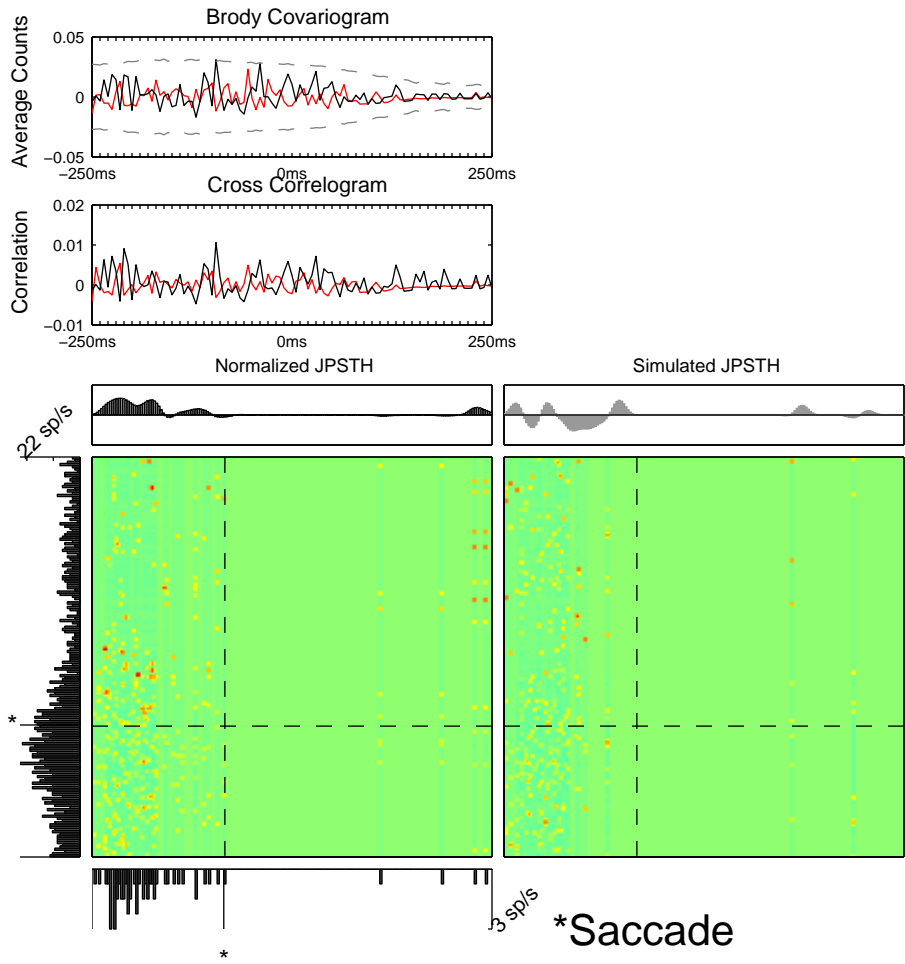 Brody Covariogram
Average Counts
0.05
0
−0.05
−250ms
0ms
250ms
Cross Correlogram
Correlation
0.02
0.01
0
−0.01
−250ms
0ms
250ms
Normalized JPSTH
Simulated JPSTH
22 sp/s
*
3 sp/s
*Saccade
*